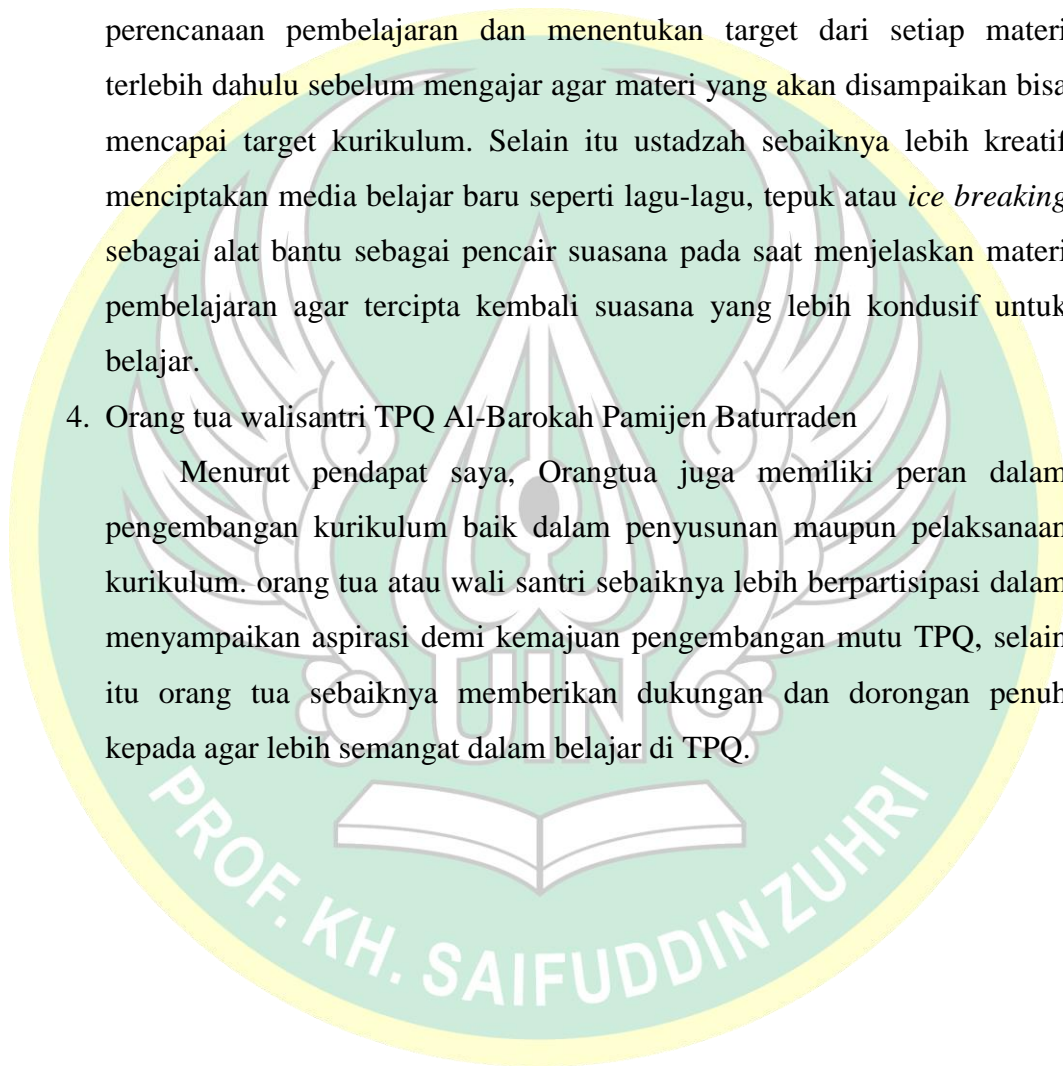 perencanaan pembelajaran dan menentukan target dari setiap materi
terlebih dahulu sebelum mengajar agar materi yang akan disampaikan bisa
mencapai target kurikulum. Selain itu ustadzah sebaiknya lebih kreatif
menciptakan media belajar baru seperti lagu-lagu, tepuk atau ice breaking
sebagai alat bantu sebagai pencair suasana pada saat menjelaskan materi
pembelajaran agar tercipta kembali suasana yang lebih kondusif untuk
belajar.
4. Orang tua walisantri TPQ Al-Barokah Pamijen Baturraden
Menurut pendapat saya, Orangtua juga memiliki peran dalam
pengembangan kurikulum baik dalam penyusunan maupun pelaksanaan
kurikulum. orang tua atau wali santri sebaiknya lebih berpartisipasi dalam
menyampaikan aspirasi demi kemajuan pengembangan mutu TPQ, selain
itu orang tua sebaiknya memberikan dukungan dan dorongan penuh
kepada agar lebih semangat dalam belajar di TPQ.
UIN
PROF. KH. SAIFUDDIN ZUHRI